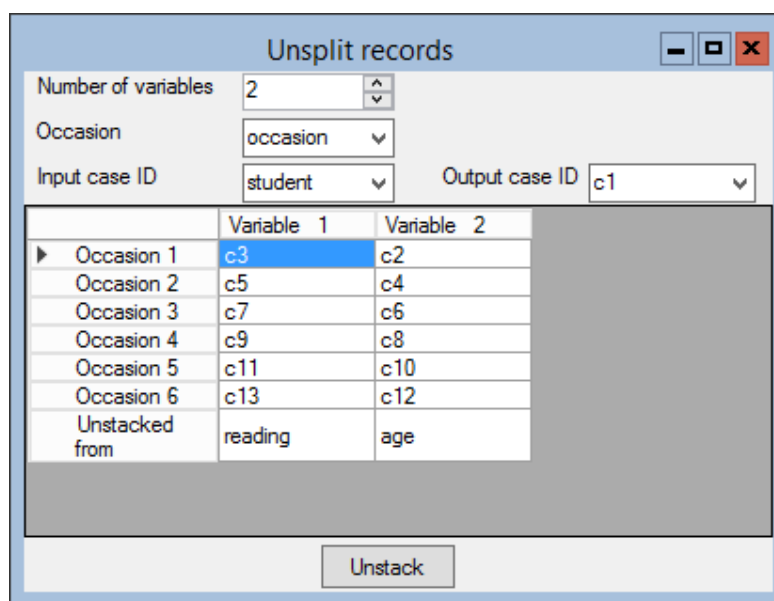 Unsplit records
Number of variables 2
Occasion occasion
Input case ID student Output case ID c1
Variable 1 Variable 2
Occasion 1 c3 c2
Occasion 2 c5 c4
Occasion 3 c7 c6
Occasion 4 c9 c8
Occasion 5 c11 c10
Occasion 6 c13 c12
Unstacked
from reading age
Unstack